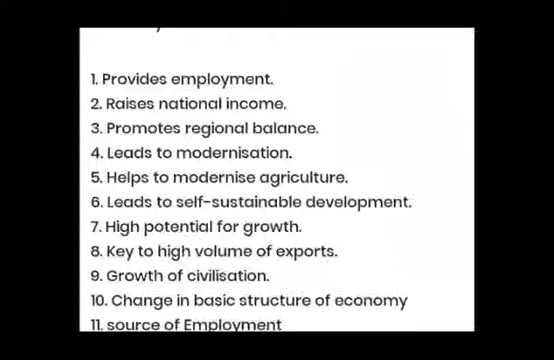 1. Provides employment.
2. Raises national income.
3. Promotes regional balance.
4. Leads to modernisation.
5. Helps to modernise agriculture.
6. Leads to self-sustainable development.
7. High potential for growth.
8. Key to high volume of exports.
9. Growth of civilisation.
10. Change in basic structure of economy
11. source of Employment